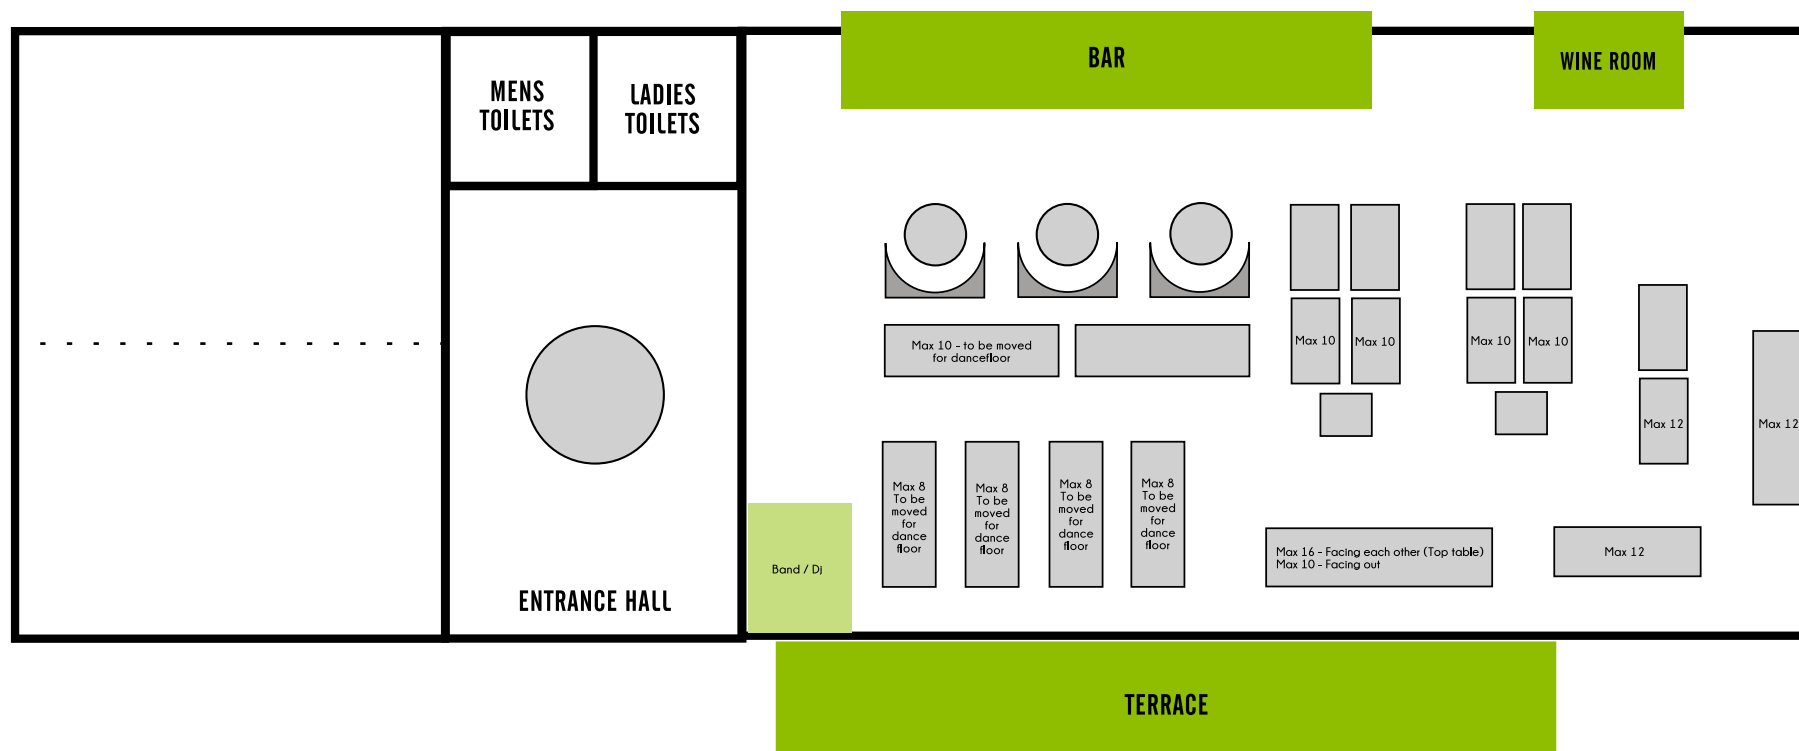 BAR
WINE ROOM
MENS
TOILETS
LADIES
TOILETS
Max 10 - to be moved
for dancefloor
Max 10
Max 10
Max 10
Max 10
Max 12
Max 12
Max 8
To be
moved
for
dance
floor
Max 8
To be
moved
for
dance
floor
Max 8
To be
moved
for
dance
floor
Max 8
To be
moved
for
dance
floor
Band / Dj
Max 16 - Facing each other (Top table)
Max 10 - Facing out
Max 12
ENTRANCE HALL
TERRACE